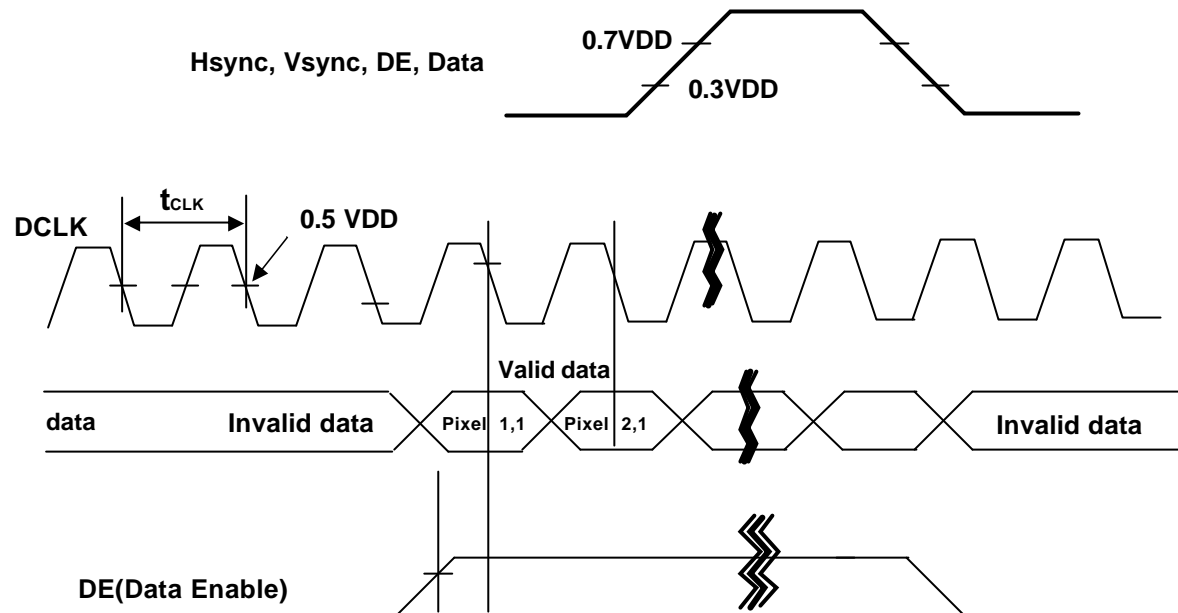 0.7VDD
Hsync, Vsync, DE, Data
0.3VDD
tCLK
0.5 VDD
DCLK
Valid data
data
Invalid data
Pixel 1,1
Pixel 2,1
Invalid data
DE(Data Enable)